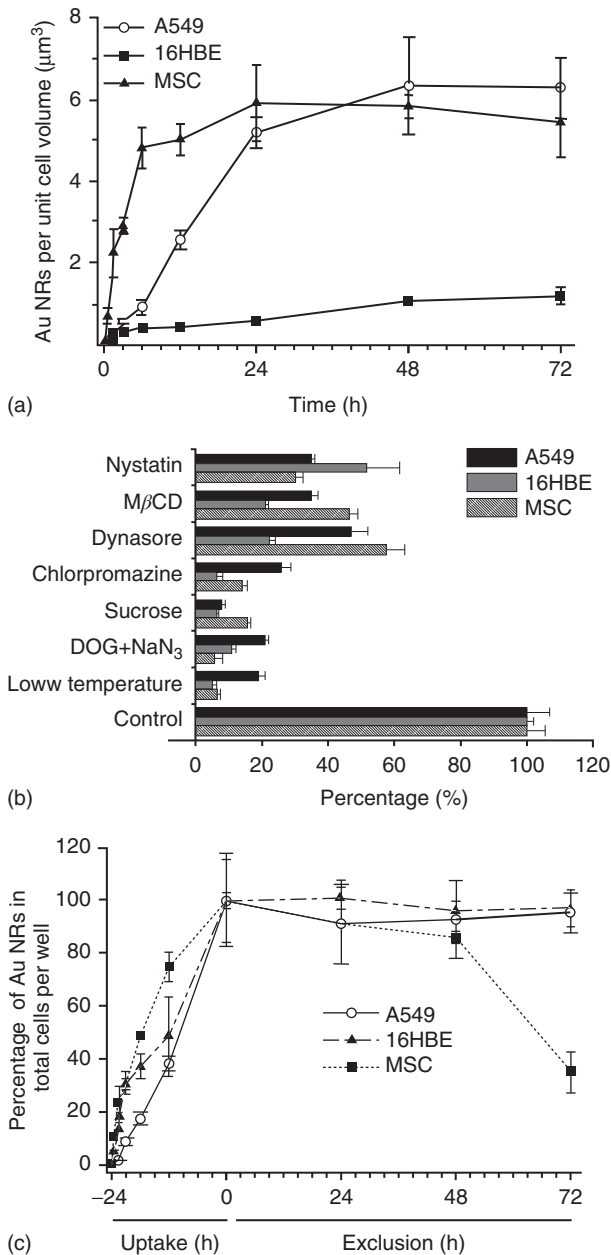 8
6
4
2
0
24
48
72
Au NRs per unit cell volume (μm³)
A549
16HBE
MSC
(a)
Time (h)
Nystatin
MβCD
Dynasore
Chlorpromazine
Sucrose
DOG+NaN₃
Loww temperature
Control
A549
16HBE
MSC
0
20
40
60
80
100
120
(b)
Percentage (%)
120
100
80
60
40
20
0
Percentage of Au NRs in
total cells per well
A549
16HBE
MSC
−24
0
24
48
72
(c)
Uptake (h)
Exclusion (h)